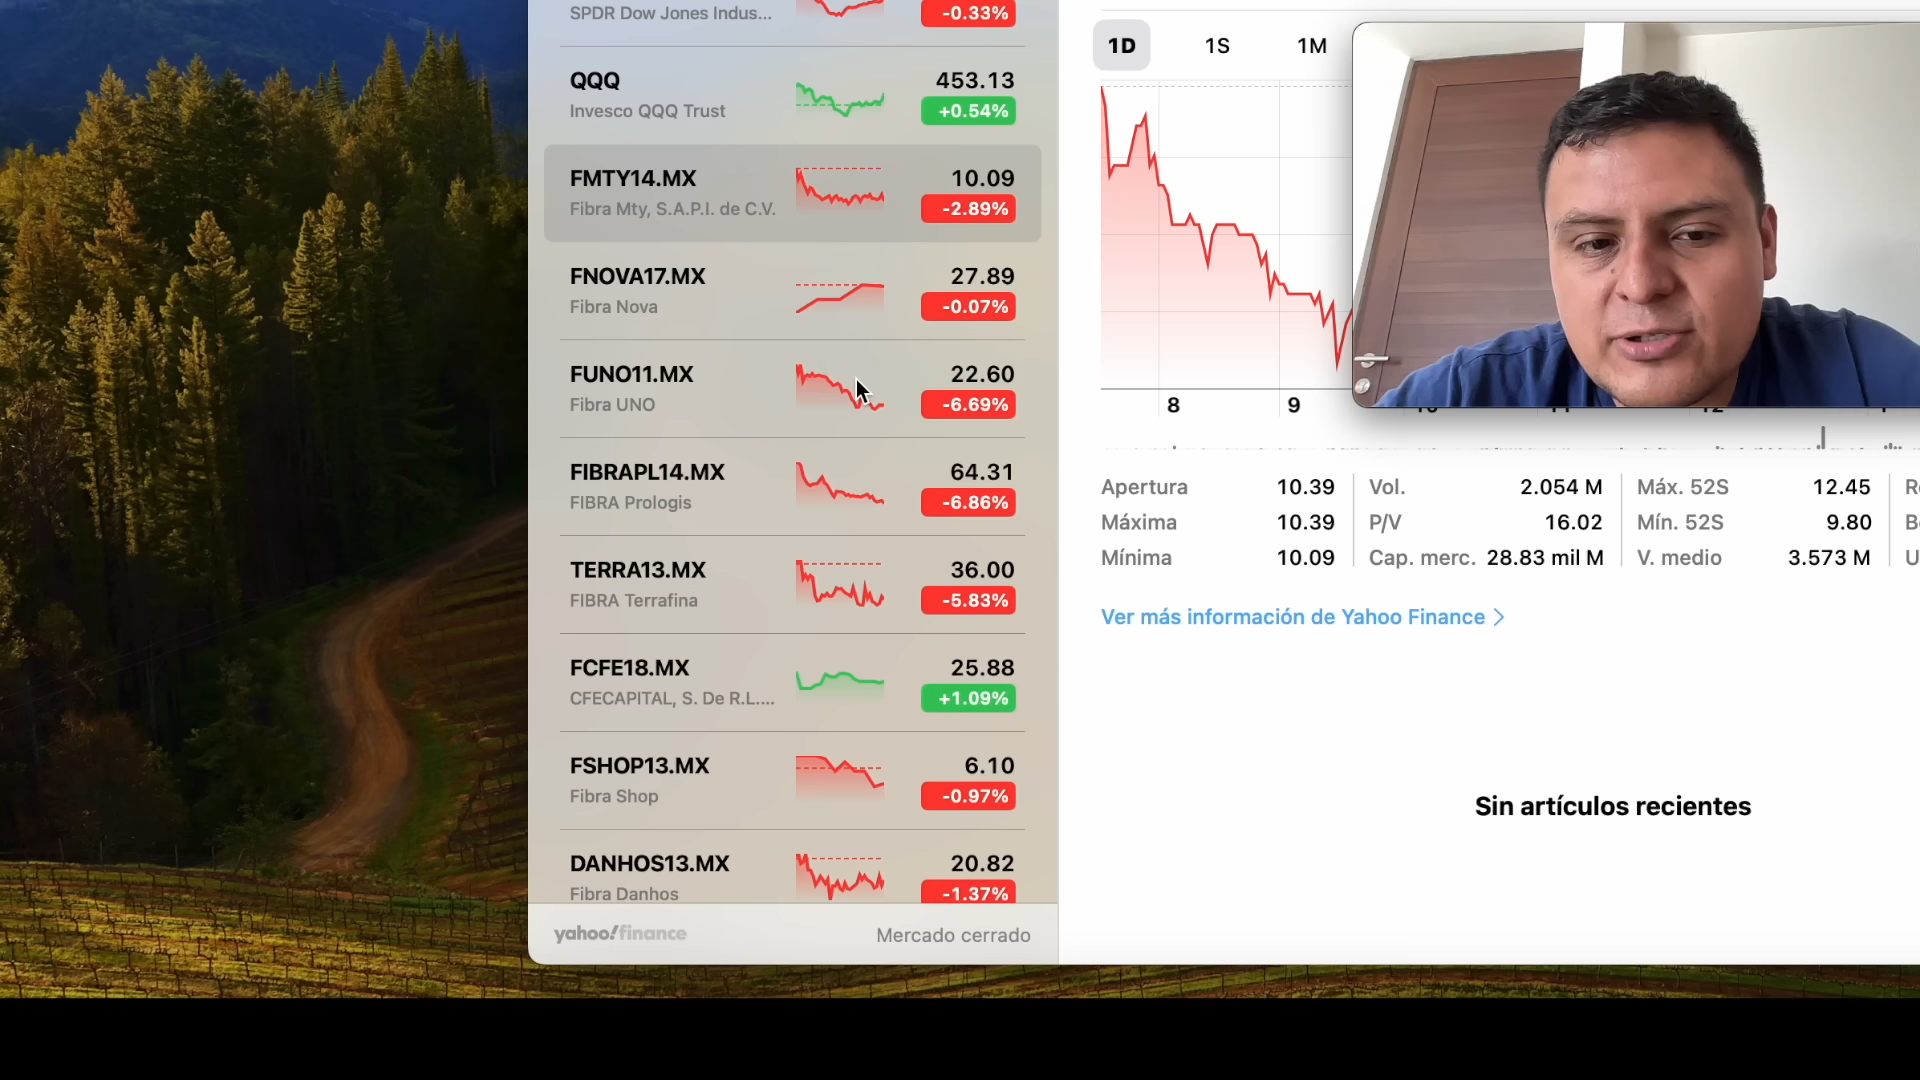 SPDR Dow Jones Indus...
-0.33%
QQQ
453.13
Invesco QQQ Trust
+0.54%
FMTY14.MX
10.09
Fibra Mty, S.A.P.I. de C.V.
-2.89%
FNOVA17.MX
27.89
Fibra Nova
-0.07%
FUNO11.MX
22.60
Fibra UNO
-6.69%
FIBRAPL14.MX
64.31
FIBRA Prologis
-6.86%
TERRA13.MX
36.00
FIBRA Terrafina
-5.83%
FCFE18.MX
25.88
CFECAPITAL, S. De R.L....
+1.09%
FSHOP13.MX
6.10
Fibra Shop
-0.97%
DANHOS13.MX
20.82
Fibra Danhos
-1.37%
yahoo!finance
Mercado cerrado
1D 1S 1M
8 9
Apertura 10.39 Vol. 2.054 M Máx. 52S 12.45
Máxima 10.39 P/V 16.02 Mín. 52S 9.80
Mínima 10.09 Cap. merc. 28.83 mil M V. medio 3.573 M
Ver más información de Yahoo Finance >
Sin artículos recientes